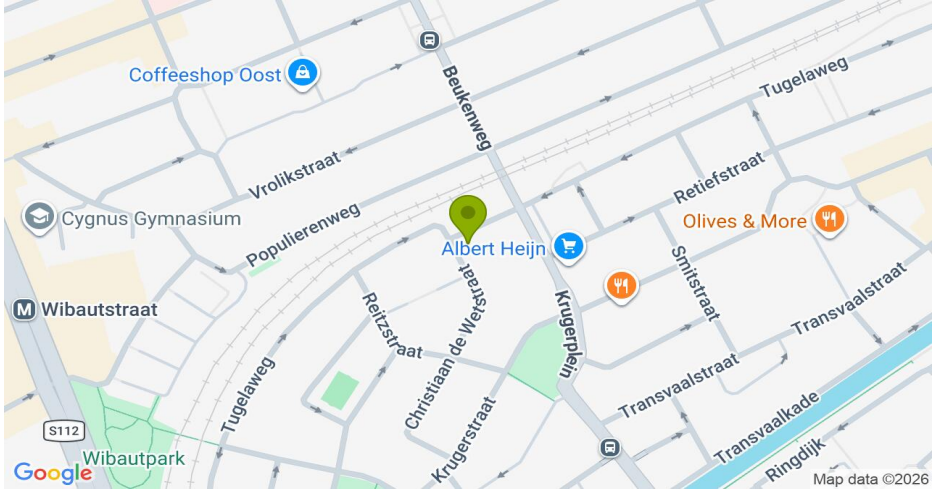 Coffeeshop Oost
Beukenweg
Tugelaweg
Vrolikstraat
Retiefstraat
Cygnus Gymnasium
Populierenweg
Olives & More
Albert Heijn
M Wibautstraat
Smitstraat
Christiaan de Wetstraat
Reitzstraat
Krugerplein
Transvaalstraat
Tugelaweg
Transvaalstraat
Transvaalkade
Krugerstraat
S112
Wibautpark
Ringdijk
Google
Map data ©2026